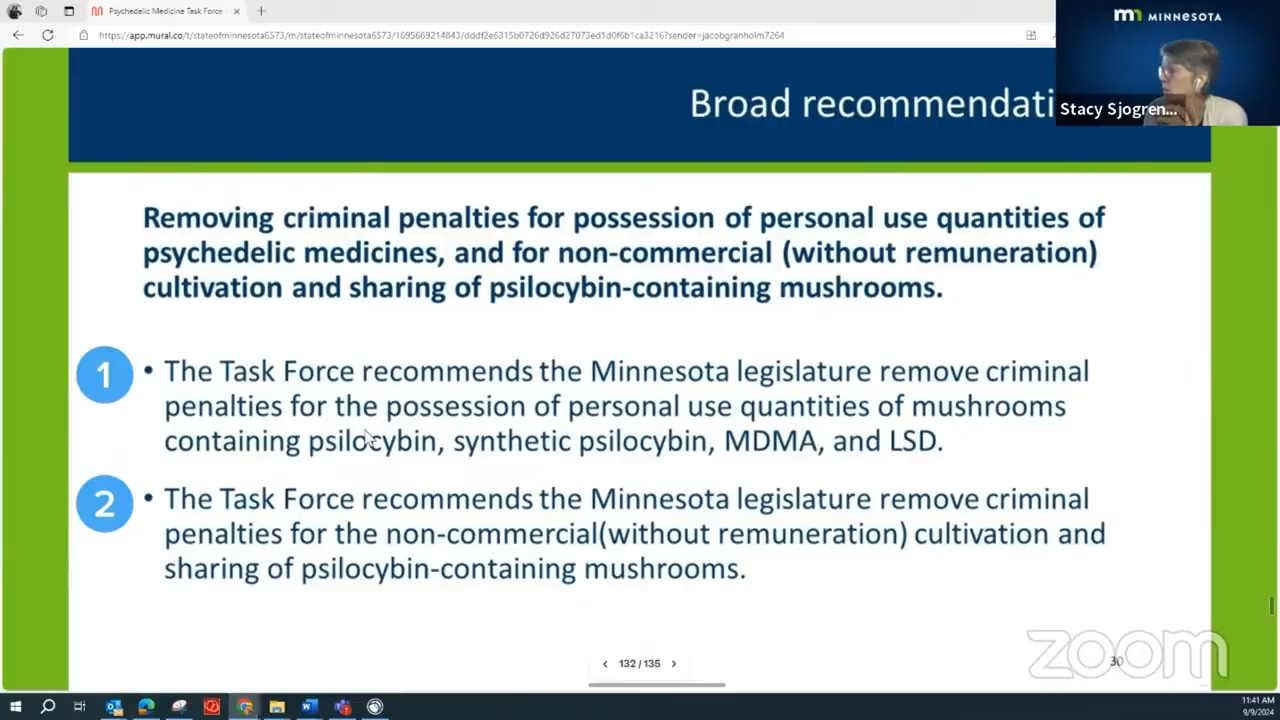 Psychedelic Medicine Task Force
https://app.mural.co/t/stateofminnesota6573/m/stateofminnesota6573/1695669214843/dddf2e6315b0726d926d27073ed1d0f6b1ca3216?sender=jacobgranholm7264
MINNESOTA
Stacy Sjogren...
Broad recommendati
Removing criminal penalties for possession of personal use quantities of
psychedelic medicines, and for non-commercial (without remuneration)
cultivation and sharing of psilocybin-containing mushrooms.
1
• The Task Force recommends the Minnesota legislature remove criminal
penalties for the possession of personal use quantities of mushrooms
containing psilocybin, synthetic psilocybin, MDMA, and LSD.
2
• The Task Force recommends the Minnesota legislature remove criminal
penalties for the non-commercial(without remuneration) cultivation and
sharing of psilocybin-containing mushrooms.
132 / 135
30
zoom
11:41 AM
9/9/2024